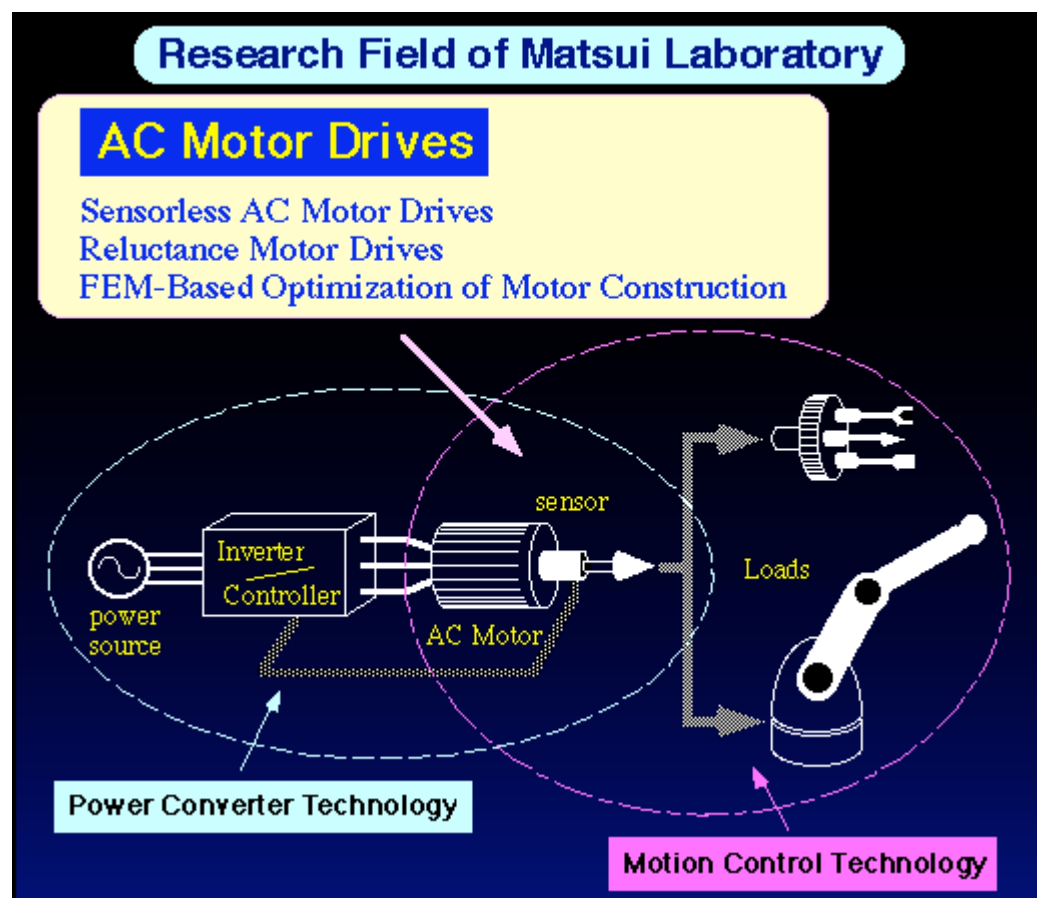 Research Field of Matsui Laboratory
AC Motor Drives
Sensorless AC Motor Drives
Reluctance Motor Drives
FEM-Based Optimization of Motor Construction
sensor
Inverter
Controller
power
source
AC Motor
Loads
Power Converter Technology
Motion Control Technology